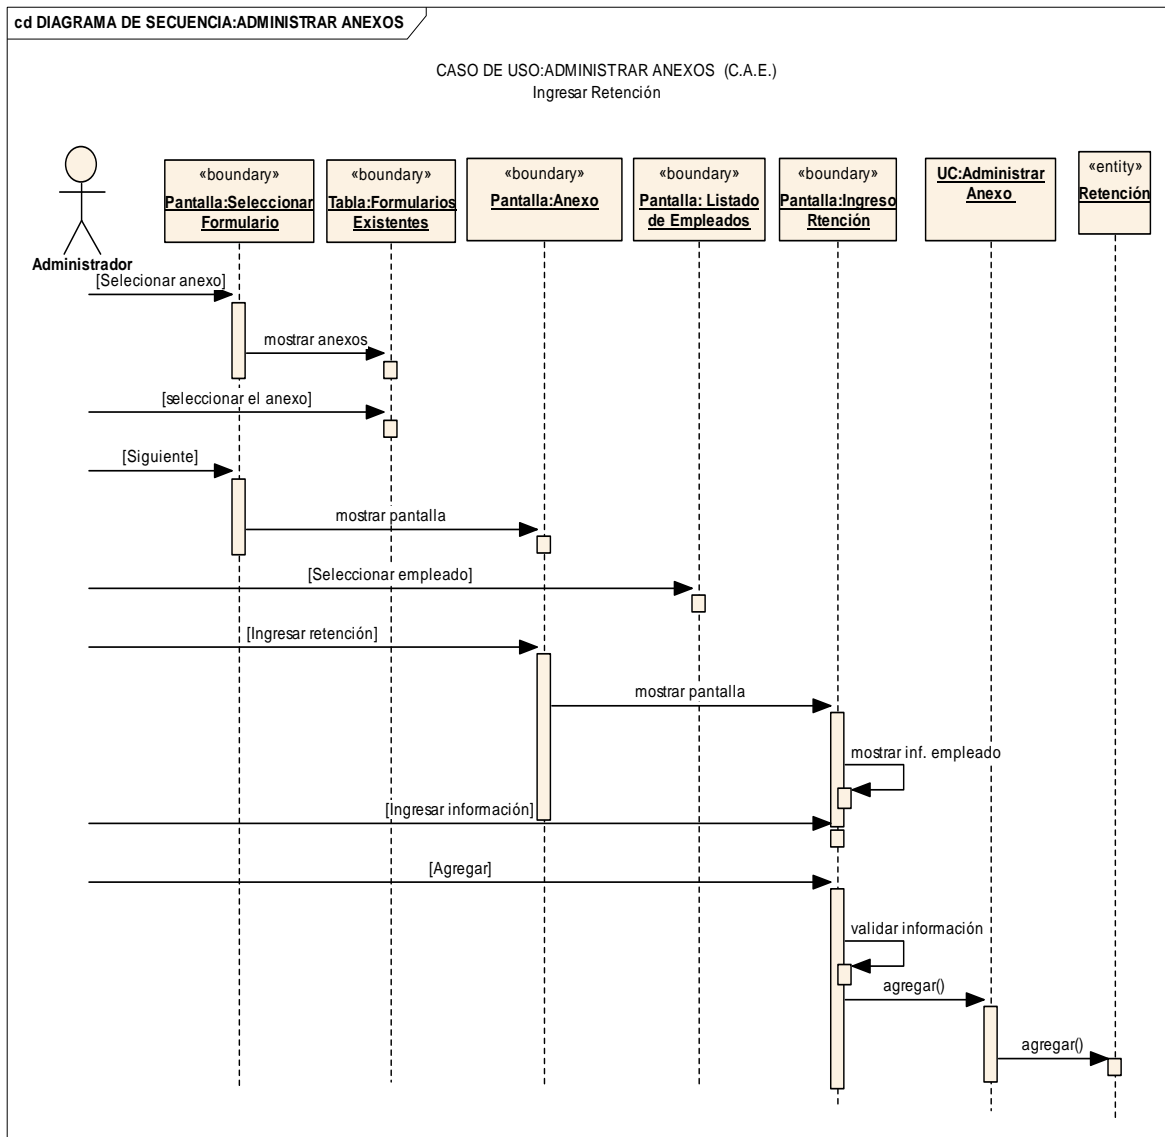 cd DIAGRAMA DE SECUENCIA:ADMINISTRAR ANEXOS
CASO DE USO:ADMINISTRAR ANEXOS (C.A.E.)
Ingresar Retención
Administrador
«boundary»
Pantalla:Seleccionar
Formulario
«boundary»
Tabla:Formularios
Existentes
«boundary»
Pantalla:Anexo
«boundary»
Pantalla: Listado
de Empleados
«boundary»
Pantalla:Ingreso
Rtención
UC:Administrar
Anexo
«entity»
Retención
[Selecionar anexo]
mostrar anexos
[seleccionar el anexo]
[Siguiente]
mostrar pantalla
[Seleccionar empleado]
[Ingresar retención]
mostrar pantalla
mostrar inf. empleado
[Ingresar información]
[Agregar]
validar información
agregar()
agregar()